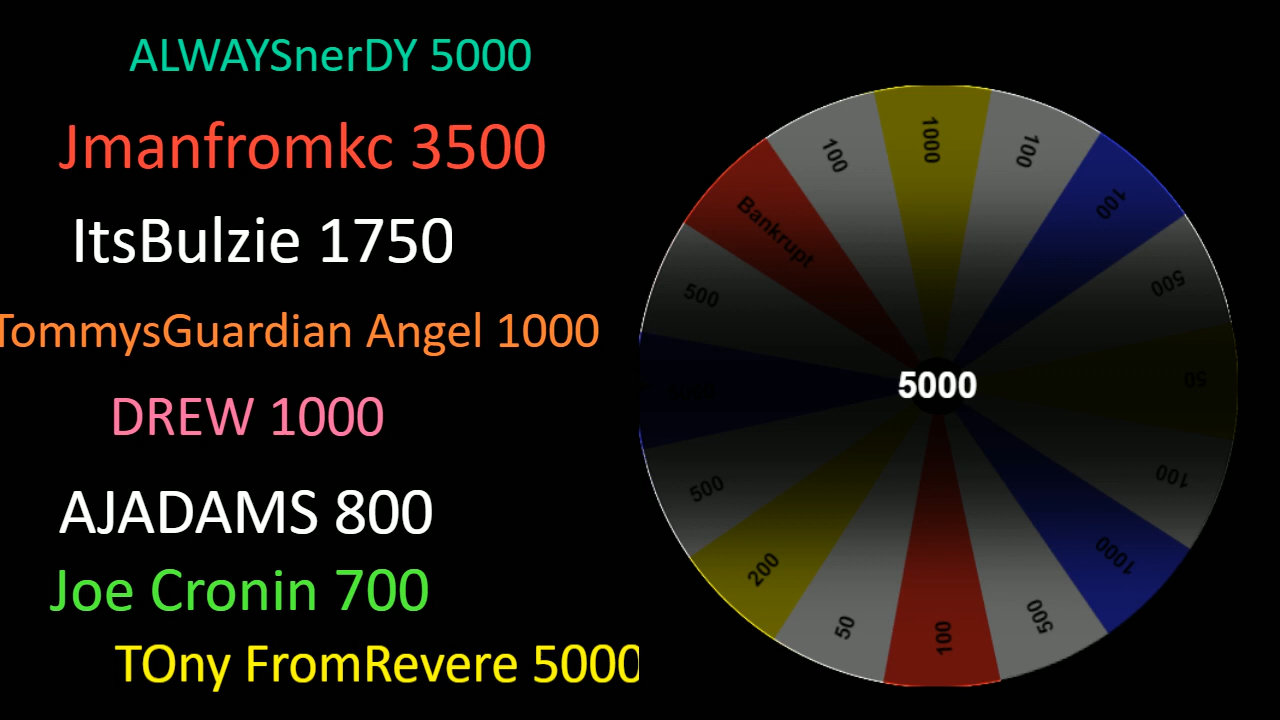 ALWAYSnerDY 5000
Jmanfromkc 3500
ItsBulzie 1750
TommysGuardian Angel 1000
DREW 1000
AJADAMS 800
Joe Cronin 700
TOny FromRevere 5000
1000
100
100
500
50
100
1000
500
100
50
200
500
500
Bankrupt
100
5000